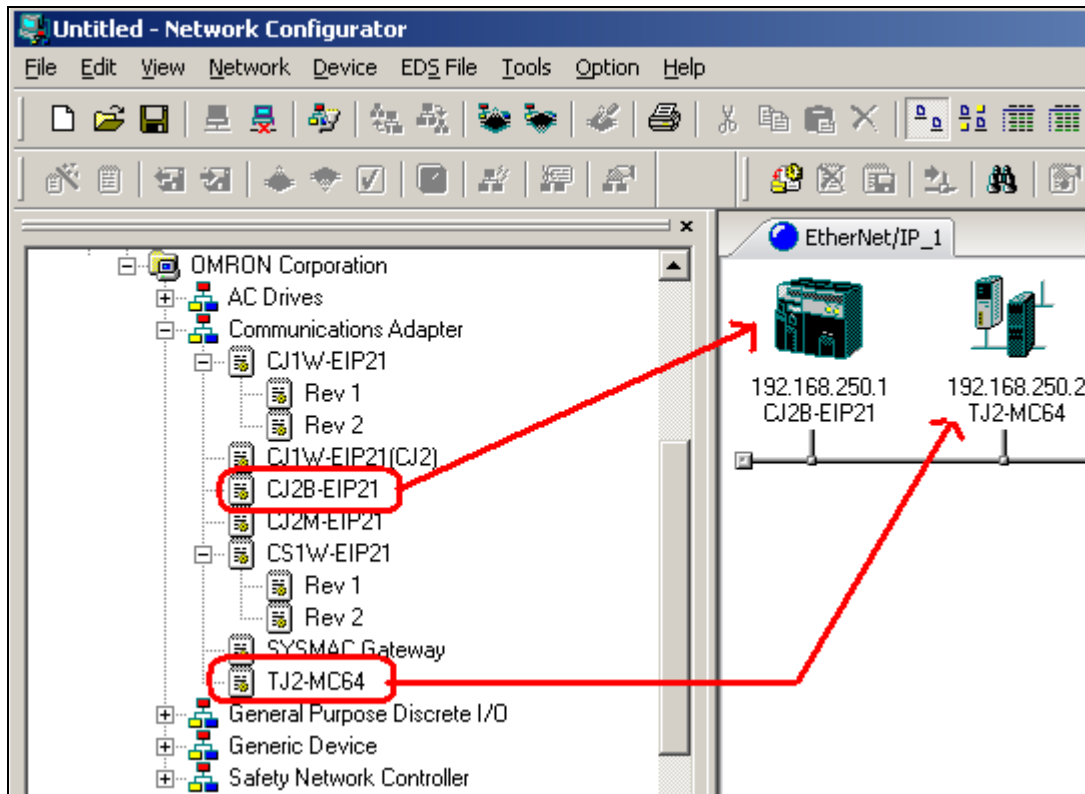 Untitled - Network Configurator
File Edit View Network Device EDS File Tools Option Help
EtherNet/IP_1
OMRON Corporation
AC Drives
Communications Adapter
CJ1W-EIP21
Rev 1
Rev 2
CJ1W-EIP21(CJ2)
CJ2B-EIP21
CJ2M-EIP21
CS1W-EIP21
Rev 1
Rev 2
SYSMAC Gateway
TJ2-MC64
General Purpose Discrete I/O
Generic Device
Safety Network Controller
192.168.250.1
CJ2B-EIP21
192.168.250.2
TJ2-MC64